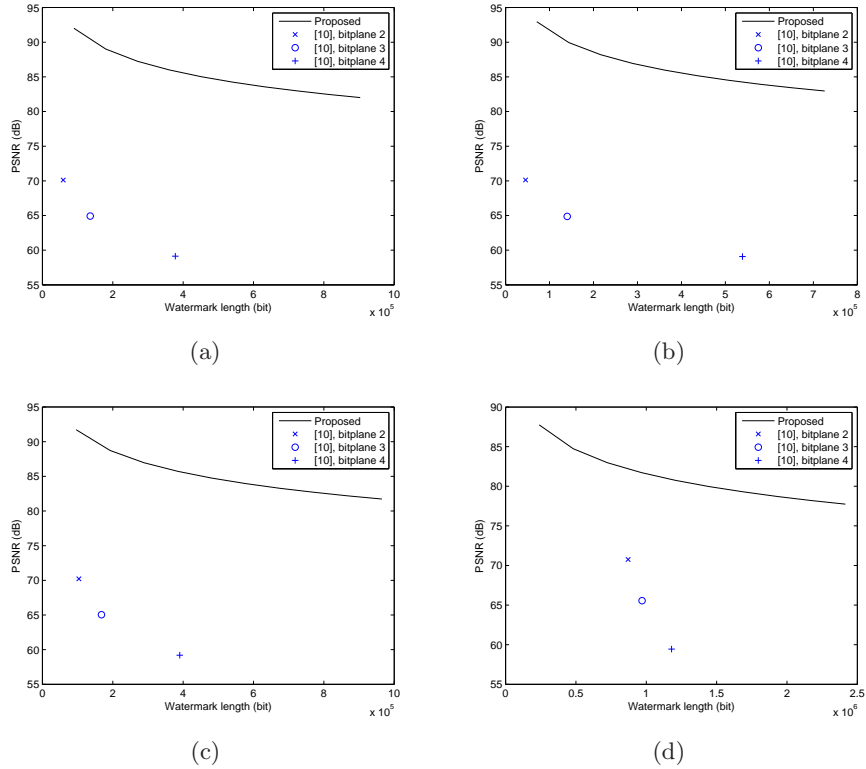 95
90
85
80
75
70
65
60
55
PSNR (dB)
Proposed
[10], bitplane 2
[10], bitplane 3
[10], bitplane 4
0 2 4 6 8 10
Watermark length (bit)
x 10^5
(a)
95
90
85
80
75
70
65
60
55
PSNR (dB)
Proposed
[10], bitplane 2
[10], bitplane 3
[10], bitplane 4
0 1 2 3 4 5 6 7 8
Watermark length (bit)
x 10^5
(b)
95
90
85
80
75
70
65
60
55
PSNR (dB)
Proposed
[10], bitplane 2
[10], bitplane 3
[10], bitplane 4
0 2 4 6 8 10
Watermark length (bit)
x 10^5
(c)
90
85
80
75
70
65
60
55
PSNR (dB)
Proposed
[10], bitplane 2
[10], bitplane 3
[10], bitplane 4
0 0.5 1 1.5 2 2.5
Watermark length (bit)
x 10^6
(d)